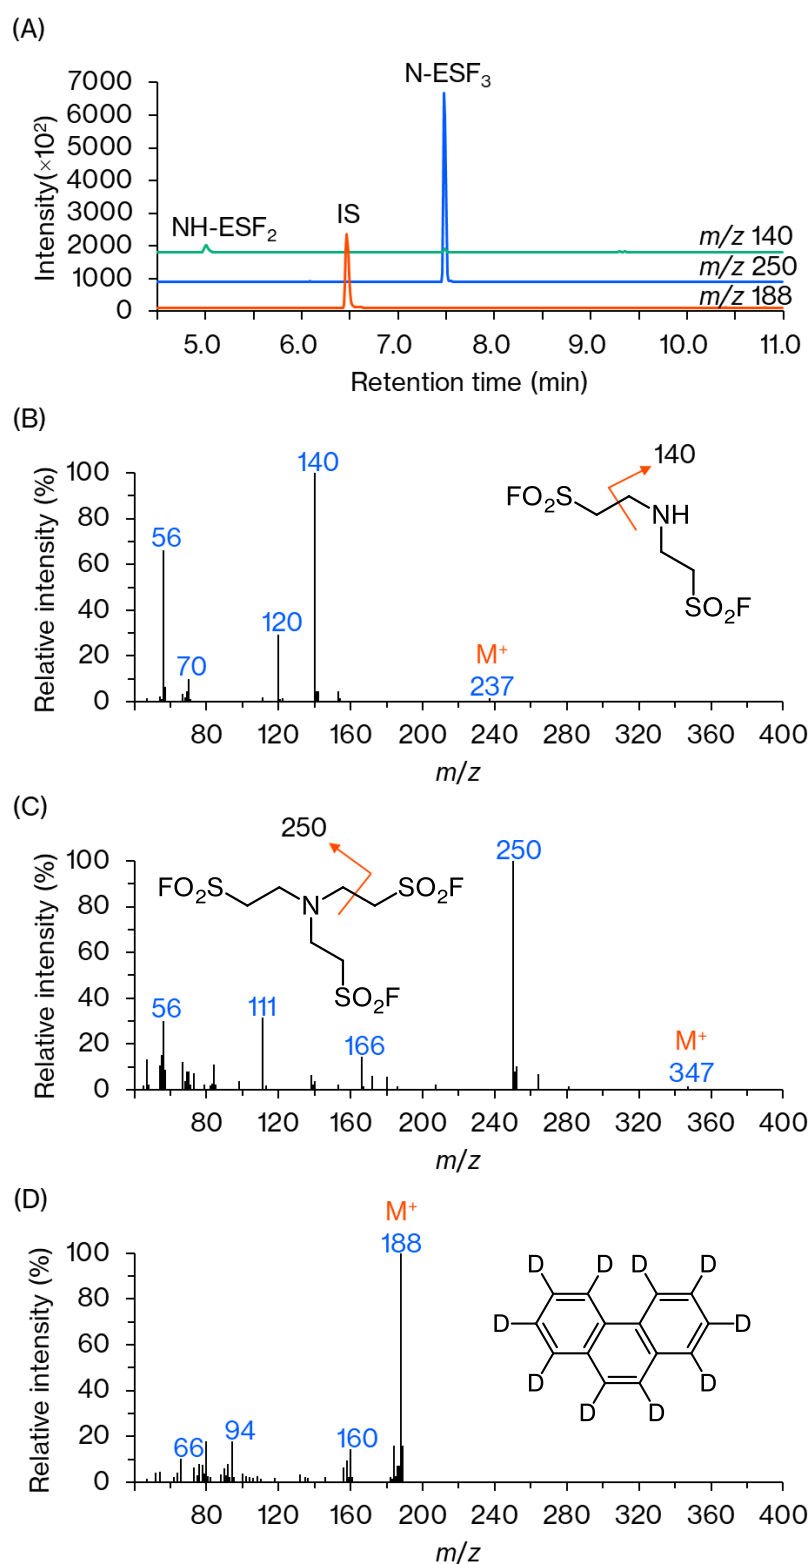 (A)
N-ESF₃
7000
6000
5000
4000
3000
2000
1000
0
Intensity(×10²)
NH-ESF₂
IS
m/z 140
m/z 250
m/z 188
5.0 6.0 7.0 8.0 9.0 10.0 11.0
Retention time (min)
(B)
100
80
60
40
20
0
Relative intensity (%)
56
70
120
140
M⁺
237
140
FO₂S
NH
SO₂F
80 120 160 200 240 280 320 360 400
m/z
(C)
100
80
60
40
20
0
Relative intensity (%)
250
FO₂S
N
SO₂F
SO₂F
56
111
166
250
M⁺
347
80 120 160 200 240 280 320 360 400
m/z
(D)
100
80
60
40
20
0
Relative intensity (%)
M⁺
188
66
94
160
D D D D
D D
D D
D D
80 120 160 200 240 280 320 360 400
m/z